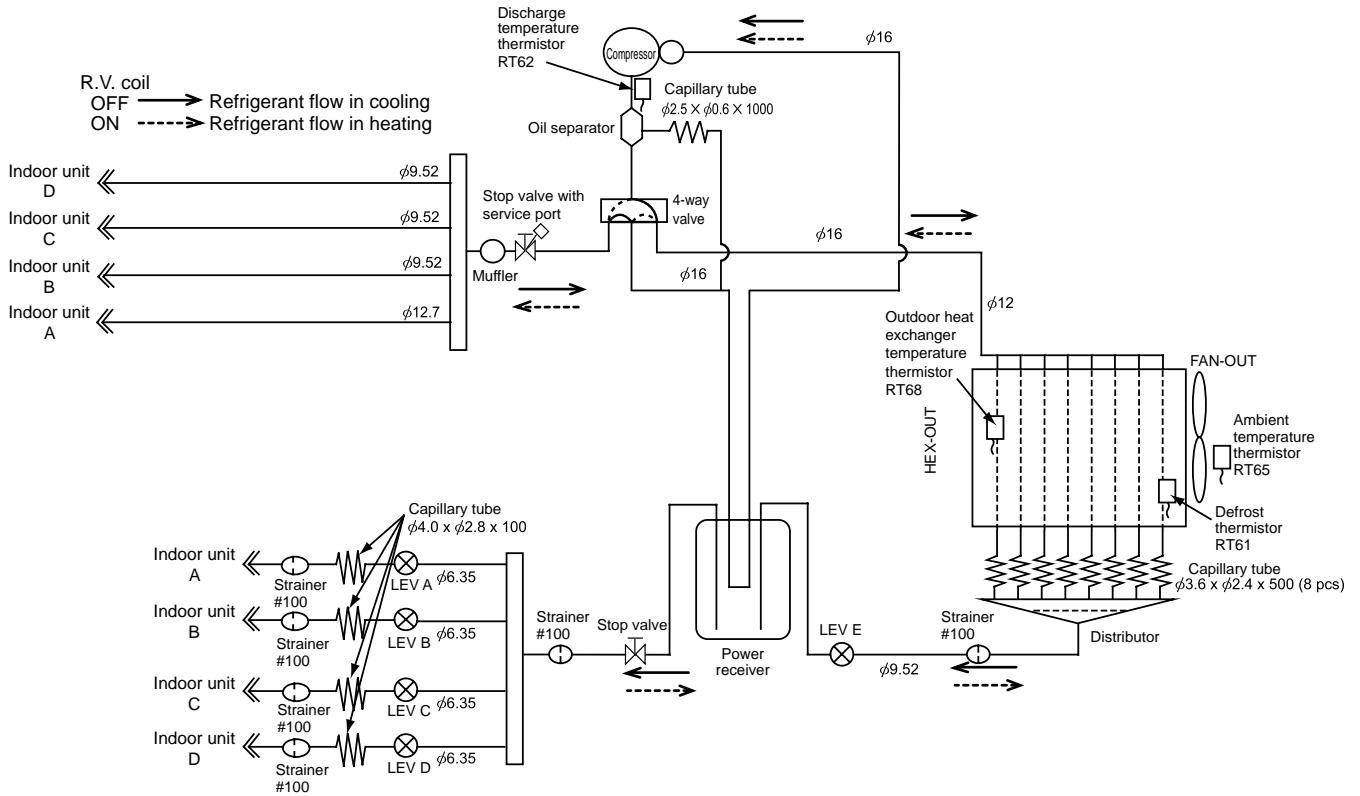 Discharge
temperature
thermistor
RT62
Compressor
ϕ16
R.V. coil
OFF Refrigerant flow in cooling
ON Refrigerant flow in heating
Capillary tube
ϕ2.5 X ϕ0.6 X 1000
Oil separator
Indoor unit
D
ϕ9.52
Indoor unit
C
ϕ9.52
Indoor unit
B
ϕ9.52
Indoor unit
A
ϕ12.7
Stop valve with
service port
Muffler
4-way
valve
ϕ16
ϕ16
ϕ12
Outdoor heat
exchanger
temperature
thermistor
RT68
HEX-OUT
FAN-OUT
Ambient
temperature
thermistor
RT65
Defrost
thermistor
RT61
Capillary tube
ϕ3.6 x ϕ2.4 x 500 (8 pcs)
Distributor
Capillary tube
ϕ4.0 x ϕ2.8 x 100
Indoor unit
A
Strainer
#100
LEV A
ϕ6.35
Indoor unit
B
Strainer
#100
LEV B
ϕ6.35
Indoor unit
C
Strainer
#100
LEV C
ϕ6.35
Indoor unit
D
Strainer
#100
LEV D
ϕ6.35
Strainer
#100
Stop valve
Power
receiver
LEV E
ϕ9.52
Strainer
#100